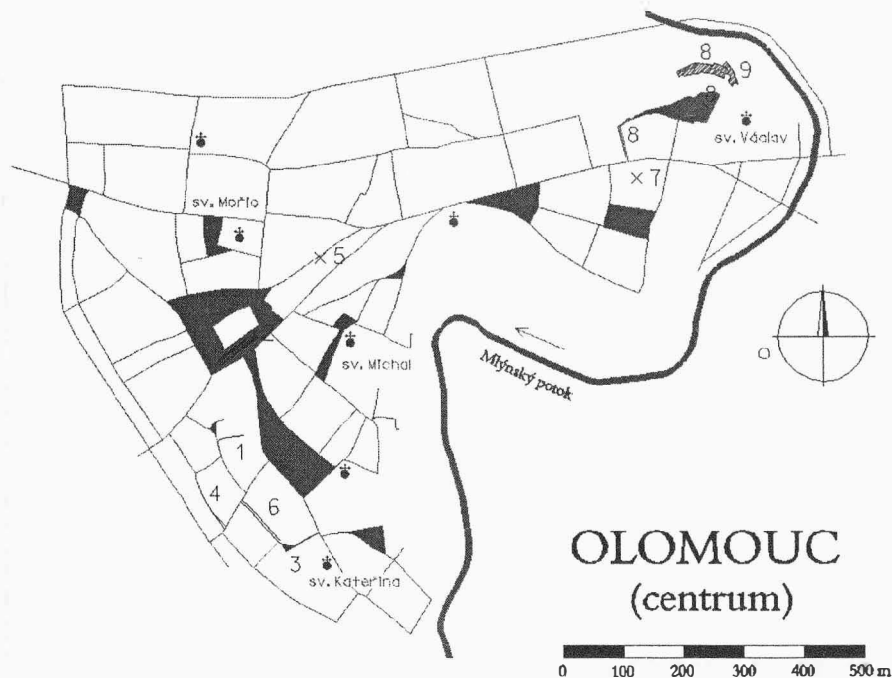 8
9
8
8
sv. Václav
×7
sv. Mořic
×5
sv. Michal
Mlýnský potok
O
1
4
6
3
sv. Kateřina
OLOMOUC
(centrum)
0 100 200 300 400 500 m